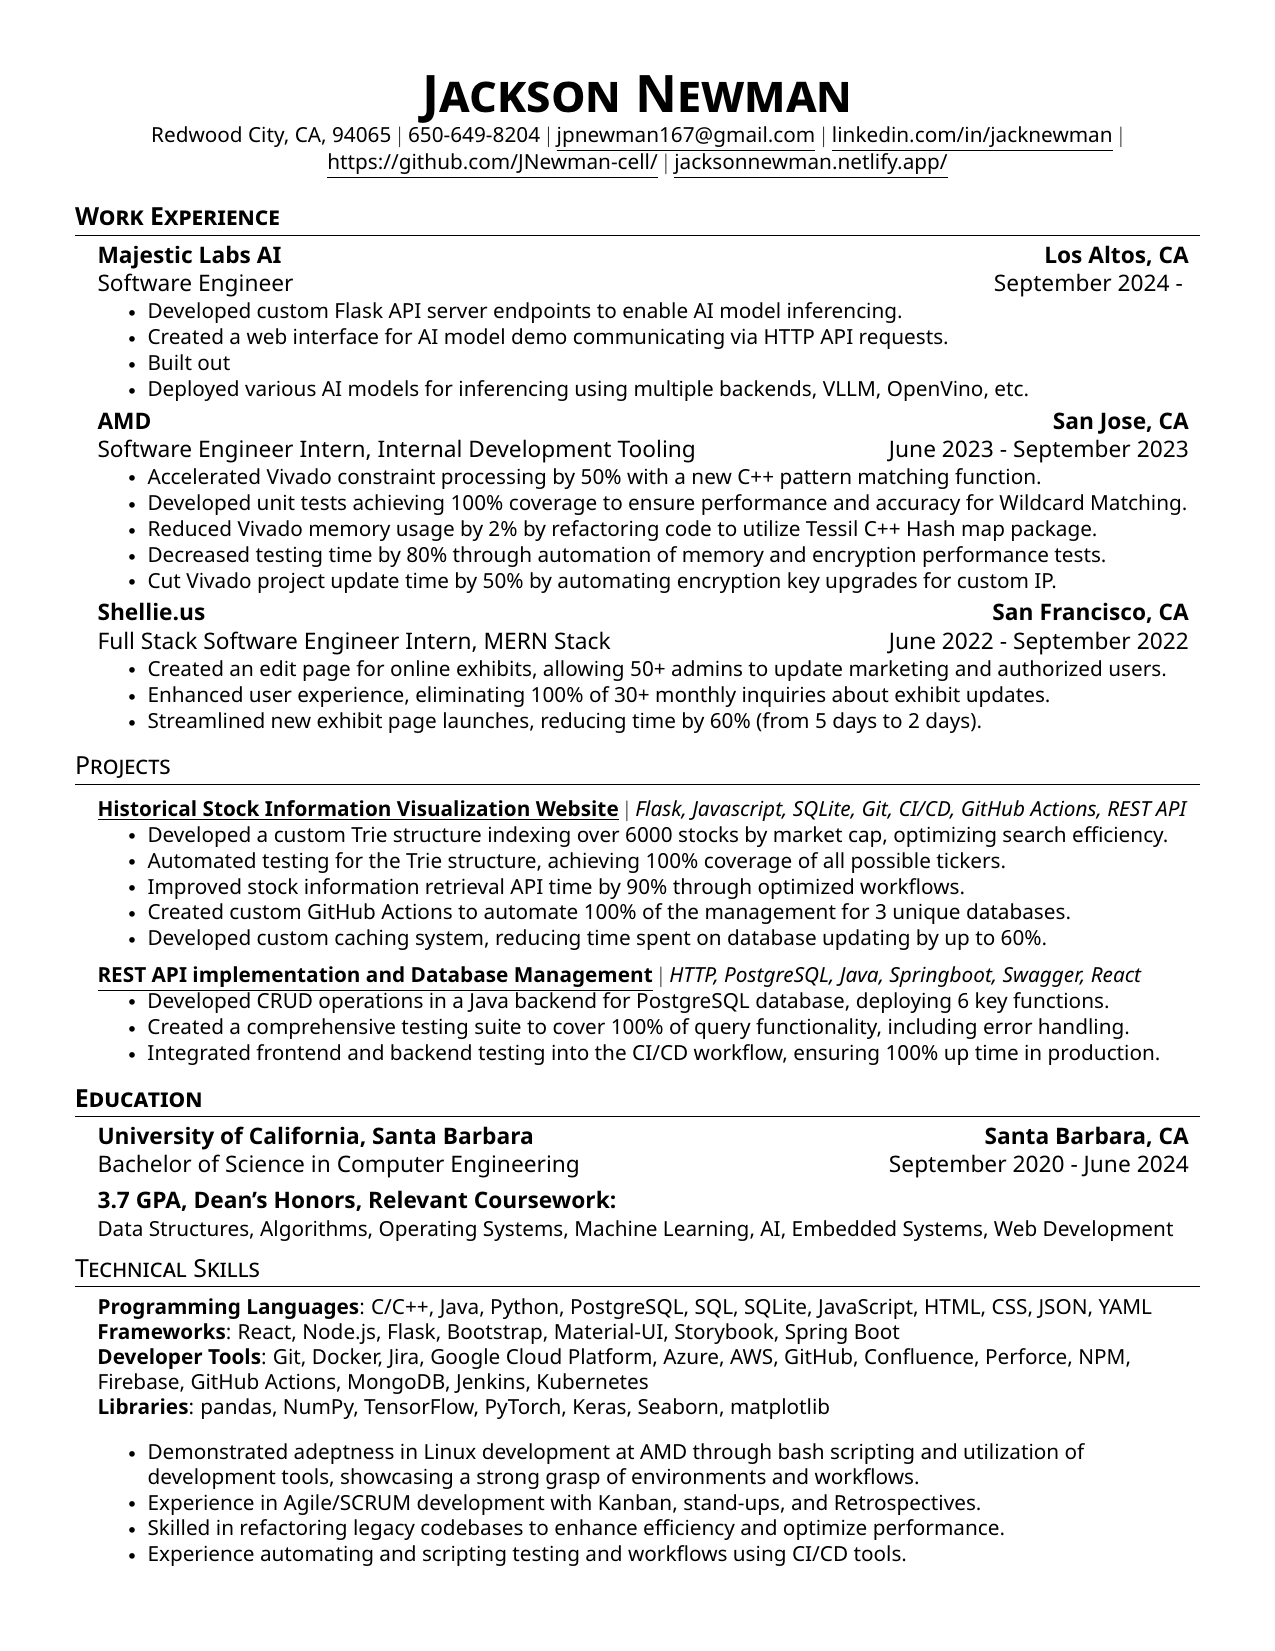 Jackson Newman
Redwood City, CA, 94065 | 650-649-8204 | jpnewman167@gmail.com | linkedin.com/in/jacknewman |
https://github.com/JNewman-cell/ | jacksonnewman.netlify.app/
Work Experience
Majestic Labs AI Los Altos, CA
Software Engineer September 2024 -
• Developed custom Flask API server endpoints to enable AI model inferencing.
• Created a web interface for AI model demo communicating via HTTP API requests.
• Built out
• Deployed various AI models for inferencing using multiple backends, VLLM, OpenVino, etc.
AMD San Jose, CA
Software Engineer Intern, Internal Development Tooling June 2023 - September 2023
• Accelerated Vivado constraint processing by 50% with a new C++ pattern matching function.
• Developed unit tests achieving 100% coverage to ensure performance and accuracy for Wildcard Matching.
• Reduced Vivado memory usage by 2% by refactoring code to utilize Tessil C++ Hash map package.
• Decreased testing time by 80% through automation of memory and encryption performance tests.
• Cut Vivado project update time by 50% by automating encryption key upgrades for custom IP.
Shellie.us San Francisco, CA
Full Stack Software Engineer Intern, MERN Stack June 2022 - September 2022
• Created an edit page for online exhibits, allowing 50+ admins to update marketing and authorized users.
• Enhanced user experience, eliminating 100% of 30+ monthly inquiries about exhibit updates.
• Streamlined new exhibit page launches, reducing time by 60% (from 5 days to 2 days).
Projects
Historical Stock Information Visualization Website | Flask, Javascript, SQLite, Git, CI/CD, GitHub Actions, REST API
• Developed a custom Trie structure indexing over 6000 stocks by market cap, optimizing search efficiency.
• Automated testing for the Trie structure, achieving 100% coverage of all possible tickers.
• Improved stock information retrieval API time by 90% through optimized workflows.
• Created custom GitHub Actions to automate 100% of the management for 3 unique databases.
• Developed custom caching system, reducing time spent on database updating by up to 60%.
REST API implementation and Database Management | HTTP, PostgreSQL, Java, Springboot, Swagger, React
• Developed CRUD operations in a Java backend for PostgreSQL database, deploying 6 key functions.
• Created a comprehensive testing suite to cover 100% of query functionality, including error handling.
• Integrated frontend and backend testing into the CI/CD workflow, ensuring 100% up time in production.
Education
University of California, Santa Barbara Santa Barbara, CA
Bachelor of Science in Computer Engineering September 2020 - June 2024
3.7 GPA, Dean’s Honors, Relevant Coursework:
Data Structures, Algorithms, Operating Systems, Machine Learning, AI, Embedded Systems, Web Development
Technical Skills
Programming Languages: C/C++, Java, Python, PostgreSQL, SQL, SQLite, JavaScript, HTML, CSS, JSON, YAML
Frameworks: React, Node.js, Flask, Bootstrap, Material-UI, Storybook, Spring Boot
Developer Tools: Git, Docker, Jira, Google Cloud Platform, Azure, AWS, GitHub, Confluence, Perforce, NPM,
Firebase, GitHub Actions, MongoDB, Jenkins, Kubernetes
Libraries: pandas, NumPy, TensorFlow, PyTorch, Keras, Seaborn, matplotlib
• Demonstrated adeptness in Linux development at AMD through bash scripting and utilization of
development tools, showcasing a strong grasp of environments and workflows.
• Experience in Agile/SCRUM development with Kanban, stand-ups, and Retrospectives.
• Skilled in refactoring legacy codebases to enhance efficiency and optimize performance.
• Experience automating and scripting testing and workflows using CI/CD tools.